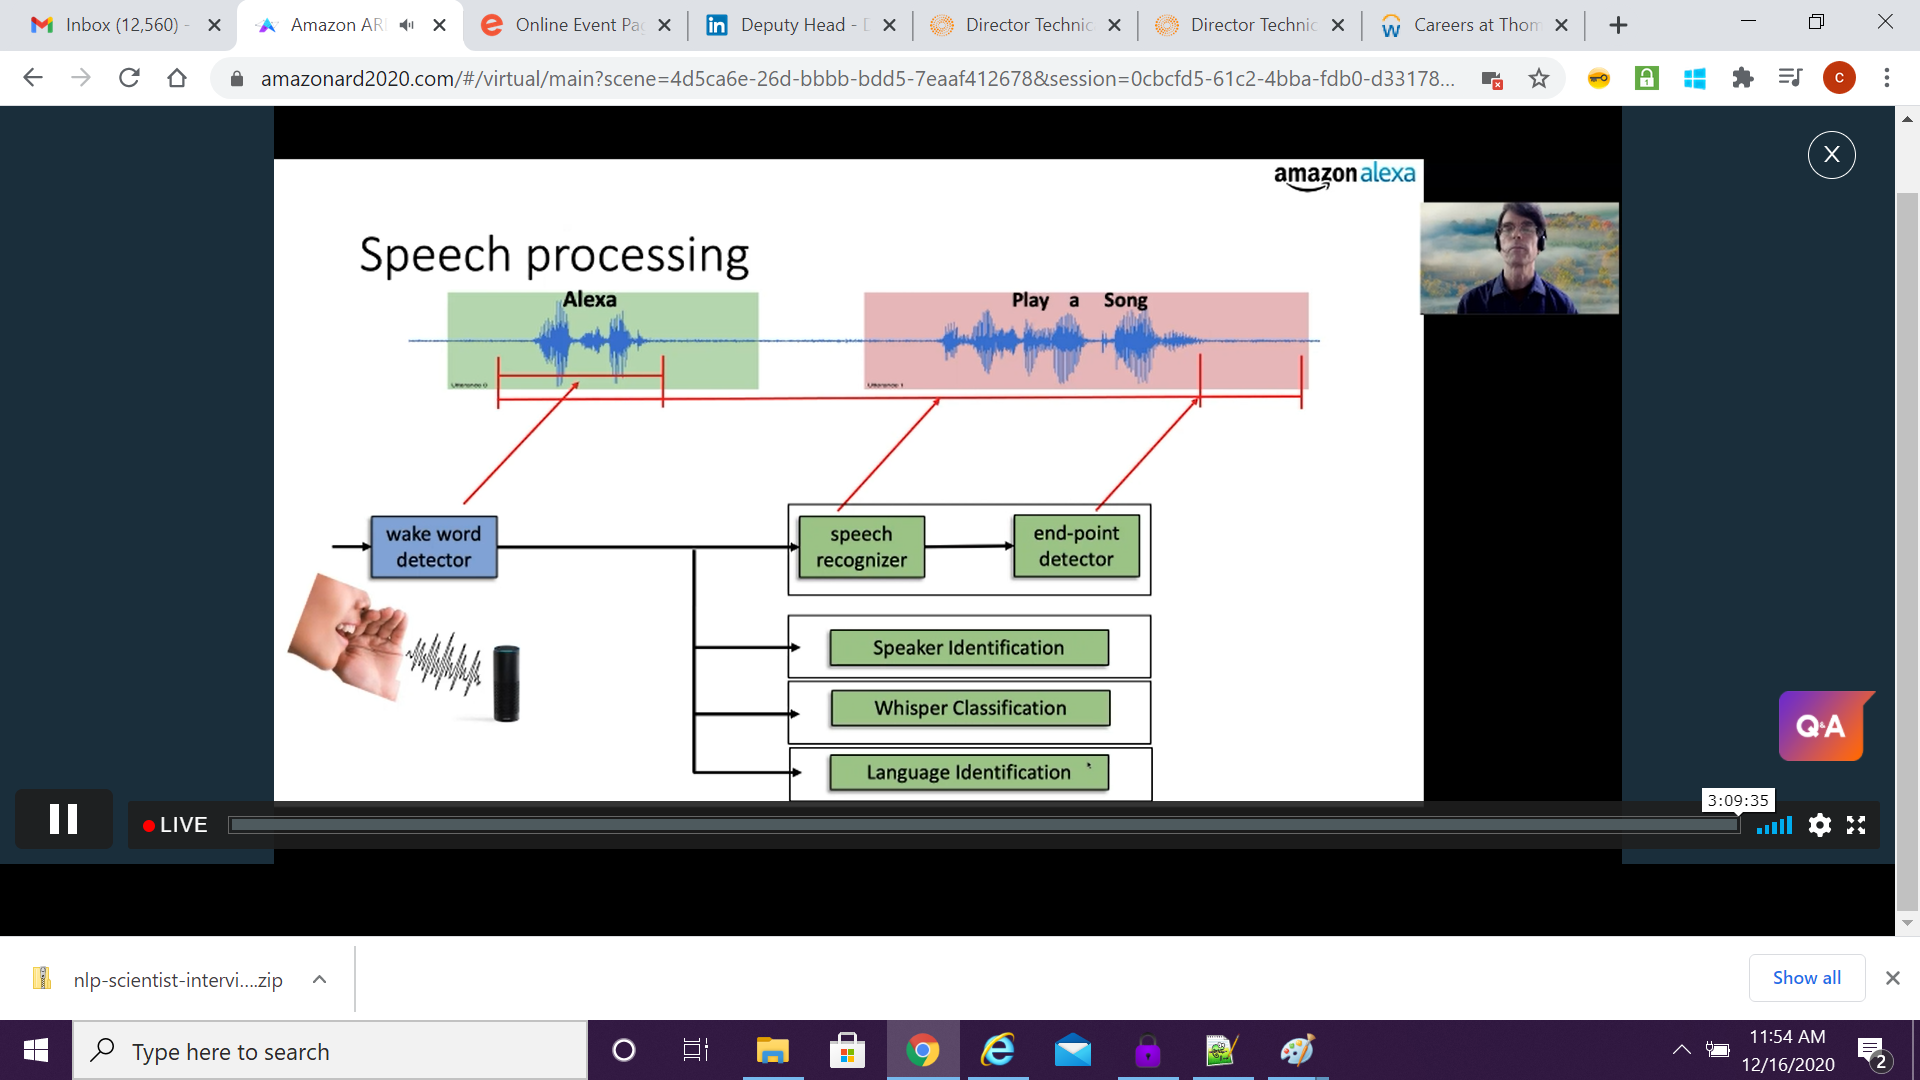 Inbox (12,560) -
Amazon AR
Online Event Pa
Deputy Head - D
Director Technic
Director Technic
Careers at Thom
amazonard2020.com/#/virtual/main?scene=4d5ca6e-26d-bbbb-bdd5-7eaaf412678&session=0cbcfd5-61c2-4bba-fdb0-d33178...
c
X
amazon alexa
Speech processing
Alexa
Play a Song
Utterance 0
Utterance 1
wake word
detector
speech
recognizer
end-point
detector
Speaker Identification
Whisper Classification
Language Identification
Q&A
3:09:35
LIVE
nlp-scientist-intervi....zip
Show all
Type here to search
11:54 AM
12/16/2020
2